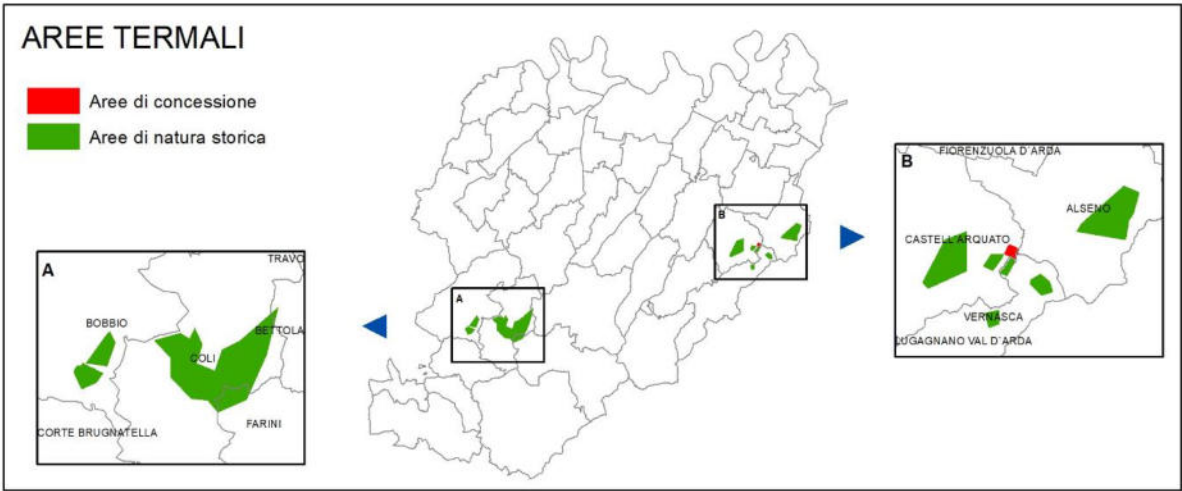 AREE TERMALI
Aree di concessione
Aree di natura storica
A
TRAVO
BOBBIO
BETTOLA
COLI
FARINI
CORTE BRUGNATELLA
A
B
B
FIORENZUOLA D'ARDA
ALSENO
CASTELL'ARQUATO
VERNASCA
LUGAGNANO VAL D'ARDA